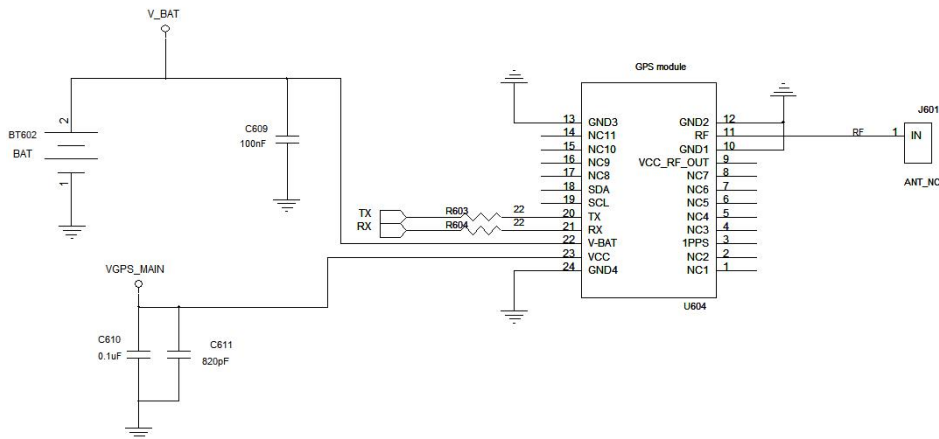 V_BAT
2
BT602
BAT
1
C609
100nF
GPS module
13 GND3 GND2 12
14 NC11 RF 11
15 NC10 GND1 10
16 NC9 VCC_RF_OUT 9
17 NC8 NC7 8
18 SDA NC6 7
19 SCL NC5 6
20 TX NC4 5
21 RX NC3 4
22 V-BAT 1PPS 3
23 VCC NC2 2
24 GND4 NC1 1
U604
RF
J601
1 IN
ANT_NC
TX R603 22
RX R604 22
VGPS_MAIN
C610
0.1uF
C611
820pF